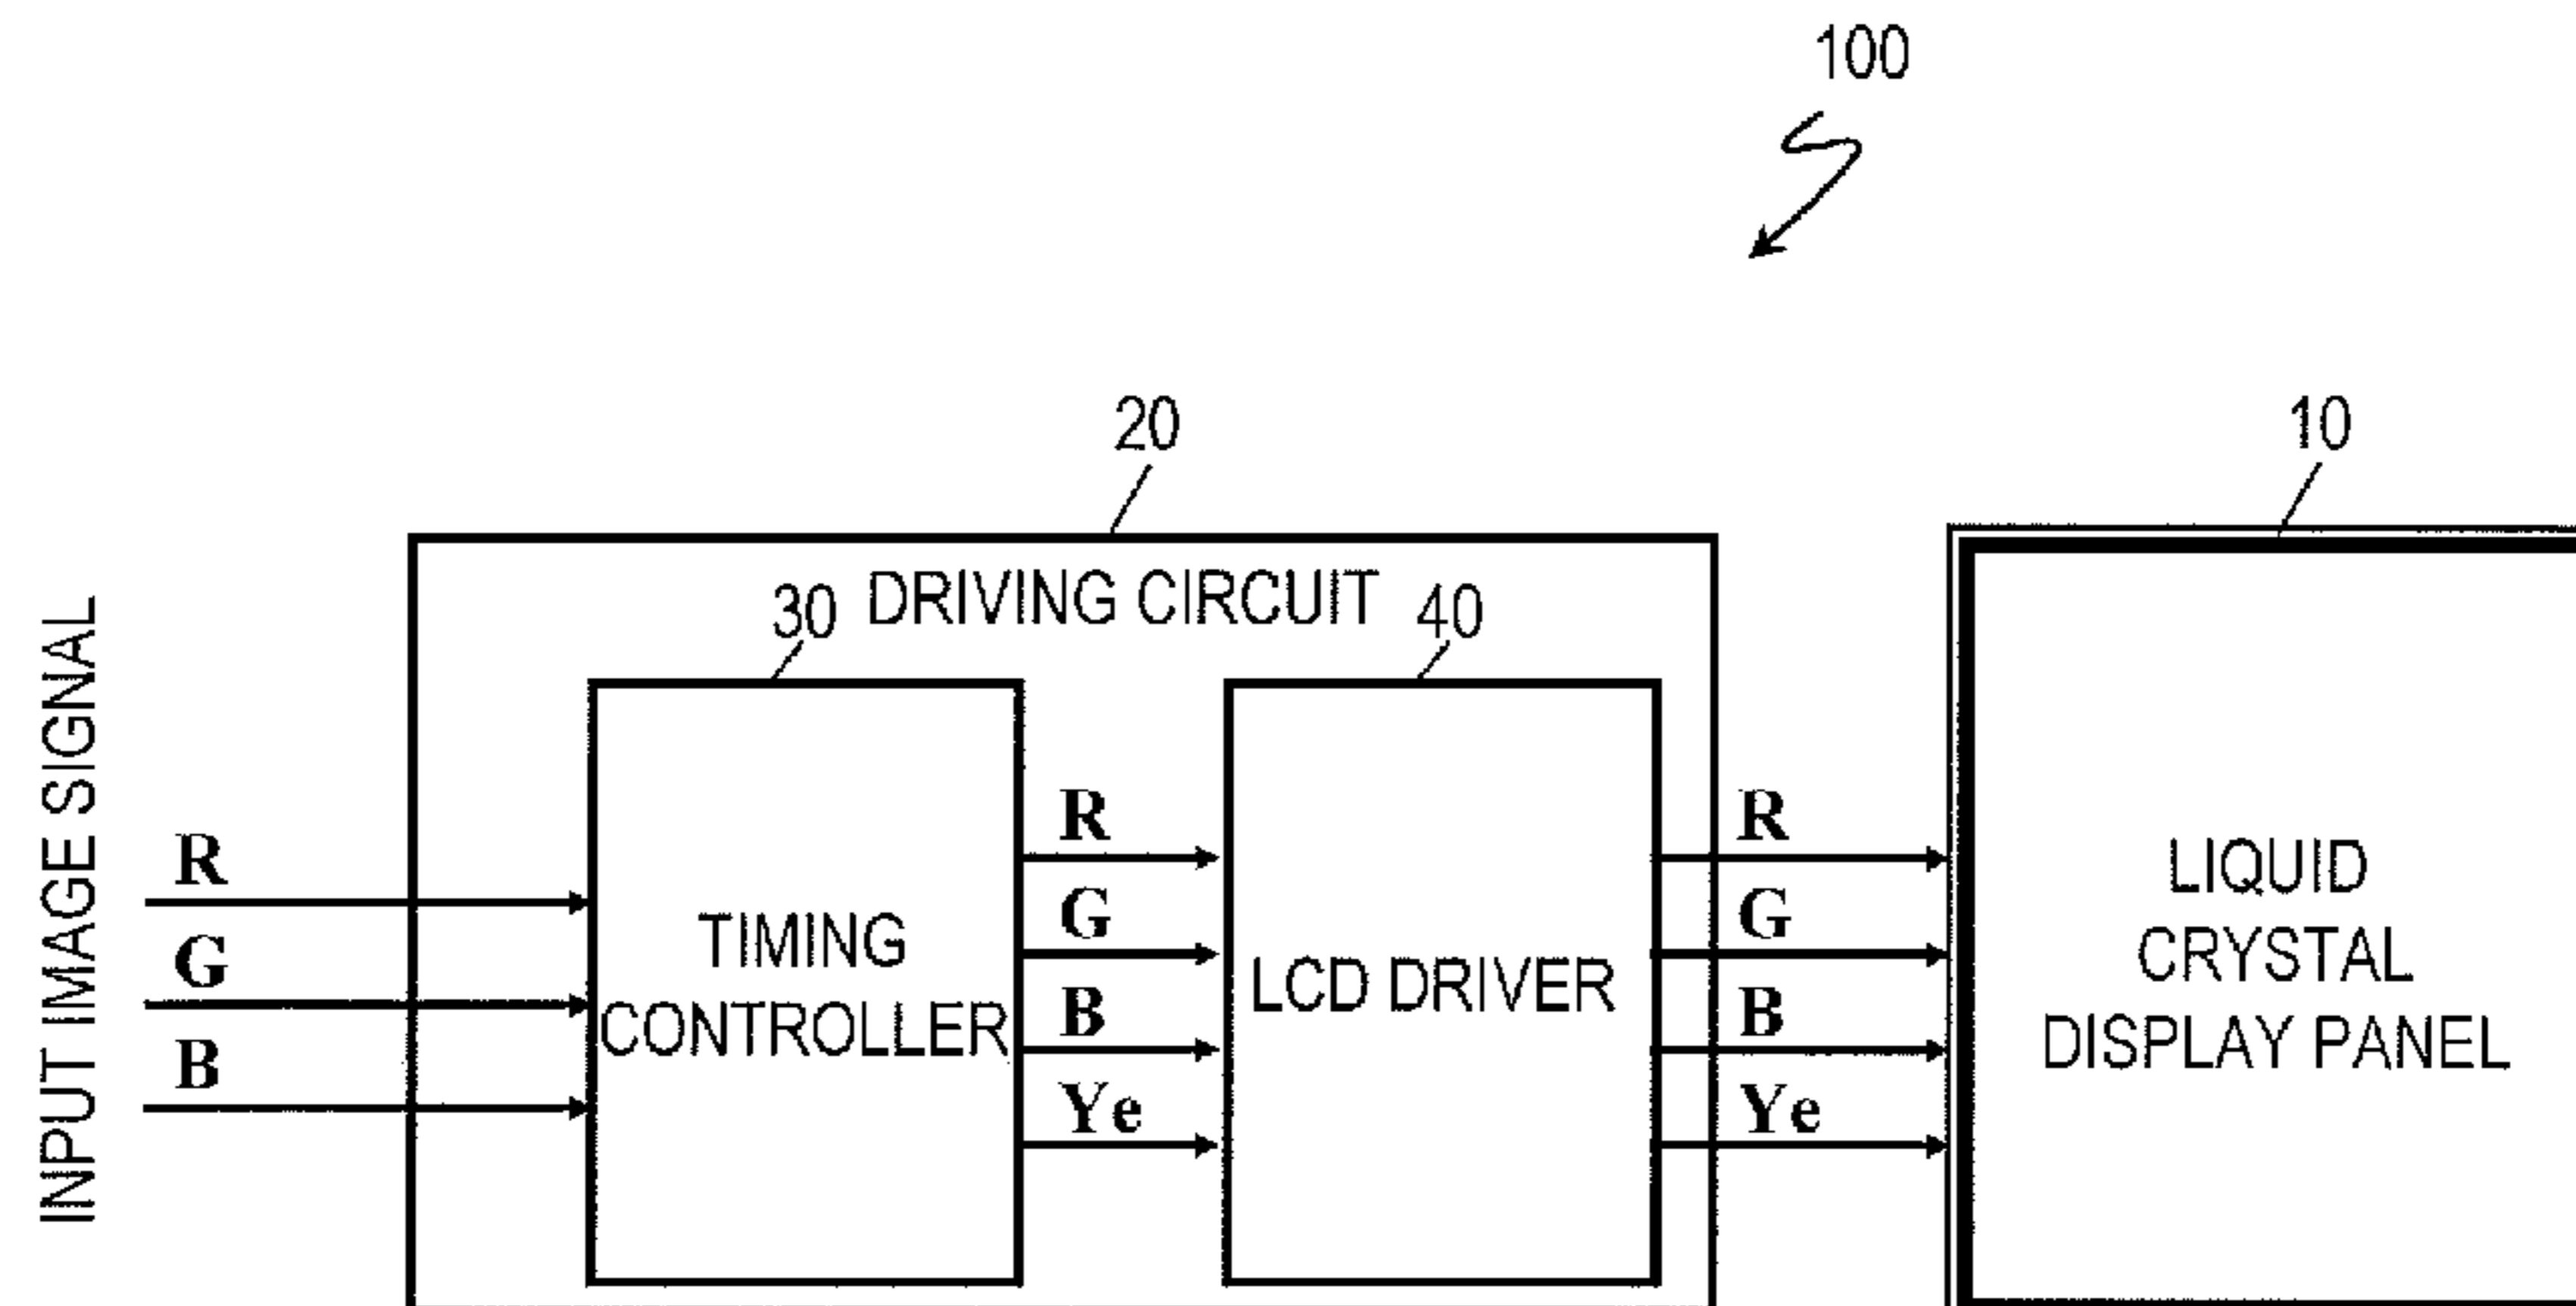 100
20
10
DRIVING CIRCUIT
30
40
INPUT IMAGE SIGNAL
R
G
B
TIMING
CONTROLLER
R
G
B
Ye
LCD DRIVER
R
G
B
Ye
LIQUID
CRYSTAL
DISPLAY PANEL